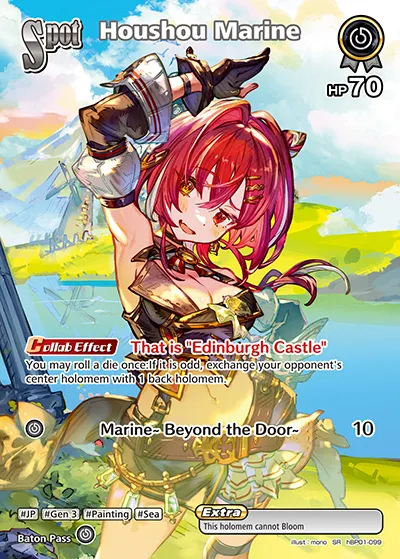 Spot Houshou Marine
HP 70
Collab Effect That is "Edinburgh Castle"
You may roll a die once:If it is odd, exchange your opponent's
center holomem with 1 back holomem.
Marine~ Beyond the Door~ 10
#JP #Gen 3 #Painting #Sea
Extra
This holomem cannot Bloom
Baton Pass
illust : mono SR hBP01-099